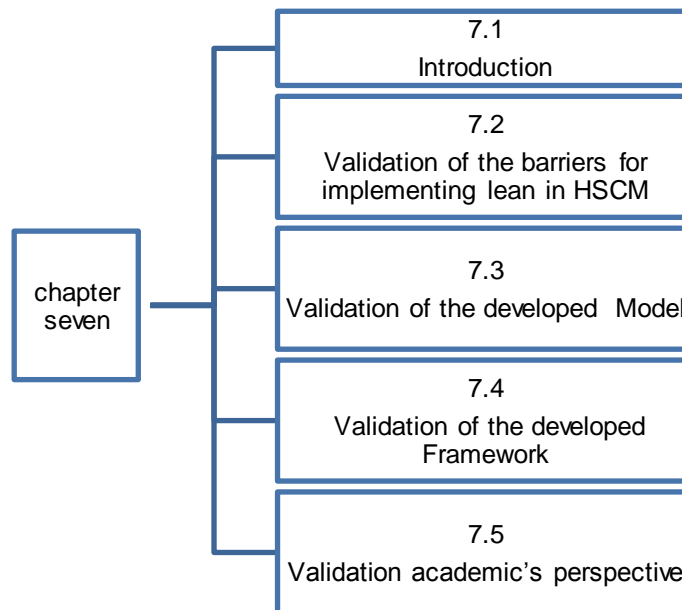 7.1
Introduction
7.2
Validation of the barriers for
implementing lean in HSCM
chapter
seven
7.3
Validation of the developed Model
7.4
Validation of the developed
Framework
7.5
Validation academic's perspective